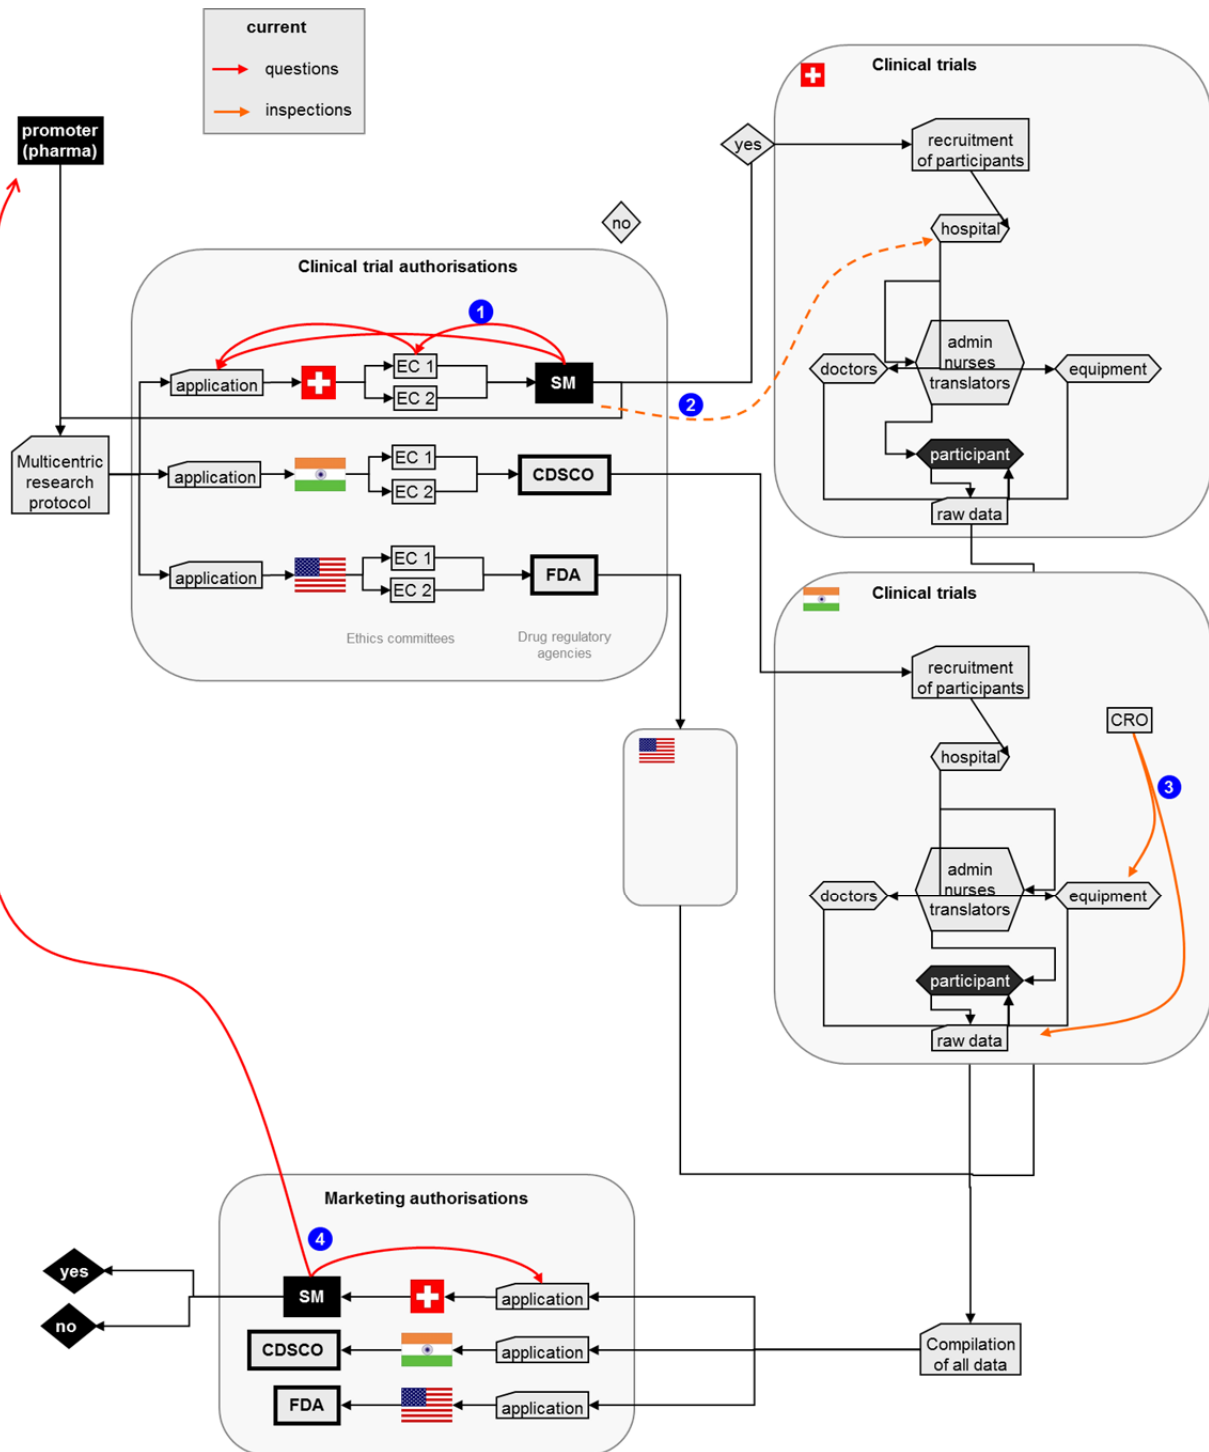 current
questions
inspections
promoter
(pharma)
Clinical trials
yes
recruitment
of participants
no
hospital
Clinical trial authorisations
1
admin
nurses
translators
doctors
equipment
application
EC 1
EC 2
SM
2
Multicentric
research
protocol
application
EC 1
EC 2
CDSCO
participant
raw data
application
EC 1
EC 2
FDA
Ethics committees
Drug regulatory
agencies
Clinical trials
recruitment
of participants
CRO
hospital
3
admin
nurses
translators
doctors
equipment
participant
raw data
Marketing authorisations
4
yes
no
SM
application
CDSCO
application
FDA
application
Compilation
of all data